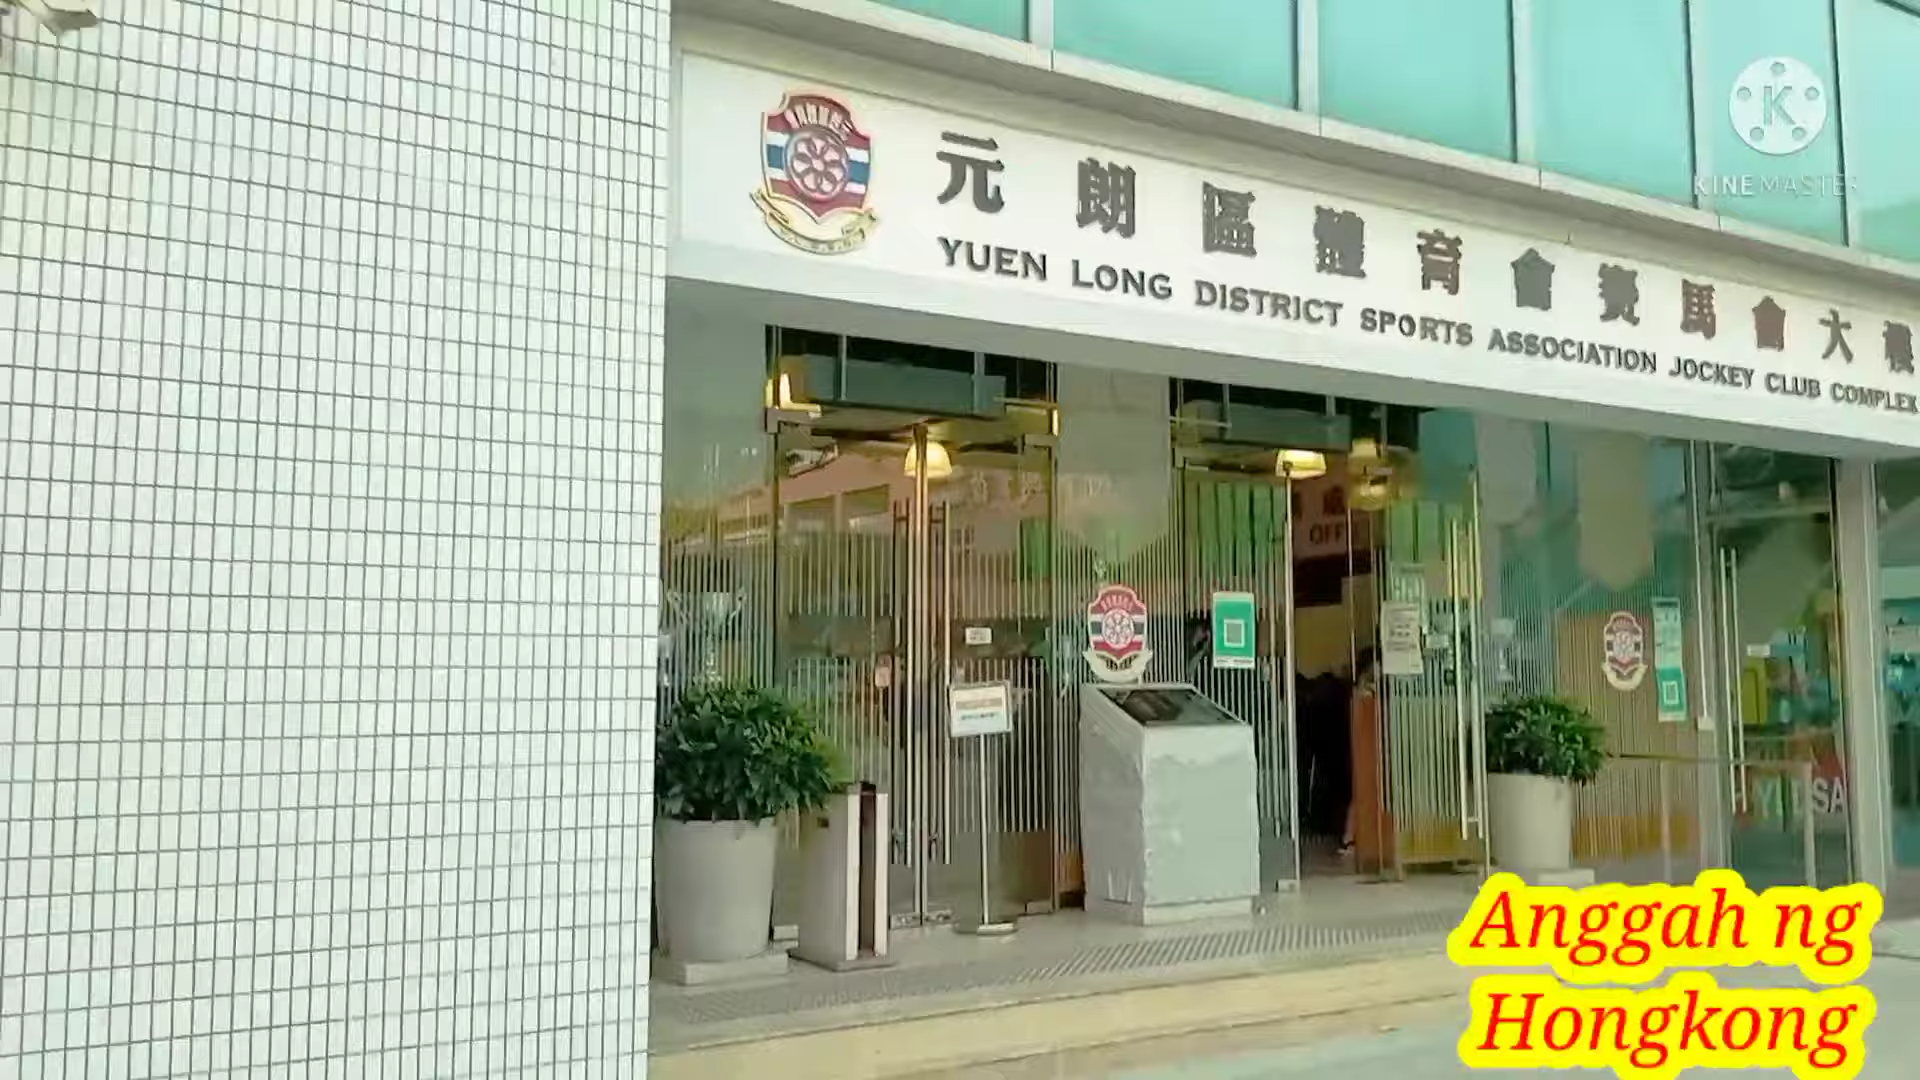 KINEMASTER
元朗區體育會賽馬會大樓
YUEN LONG DISTRICT SPORTS ASSOCIATION JOCKEY CLUB COMPLEX
Anggah ng
Hongkong